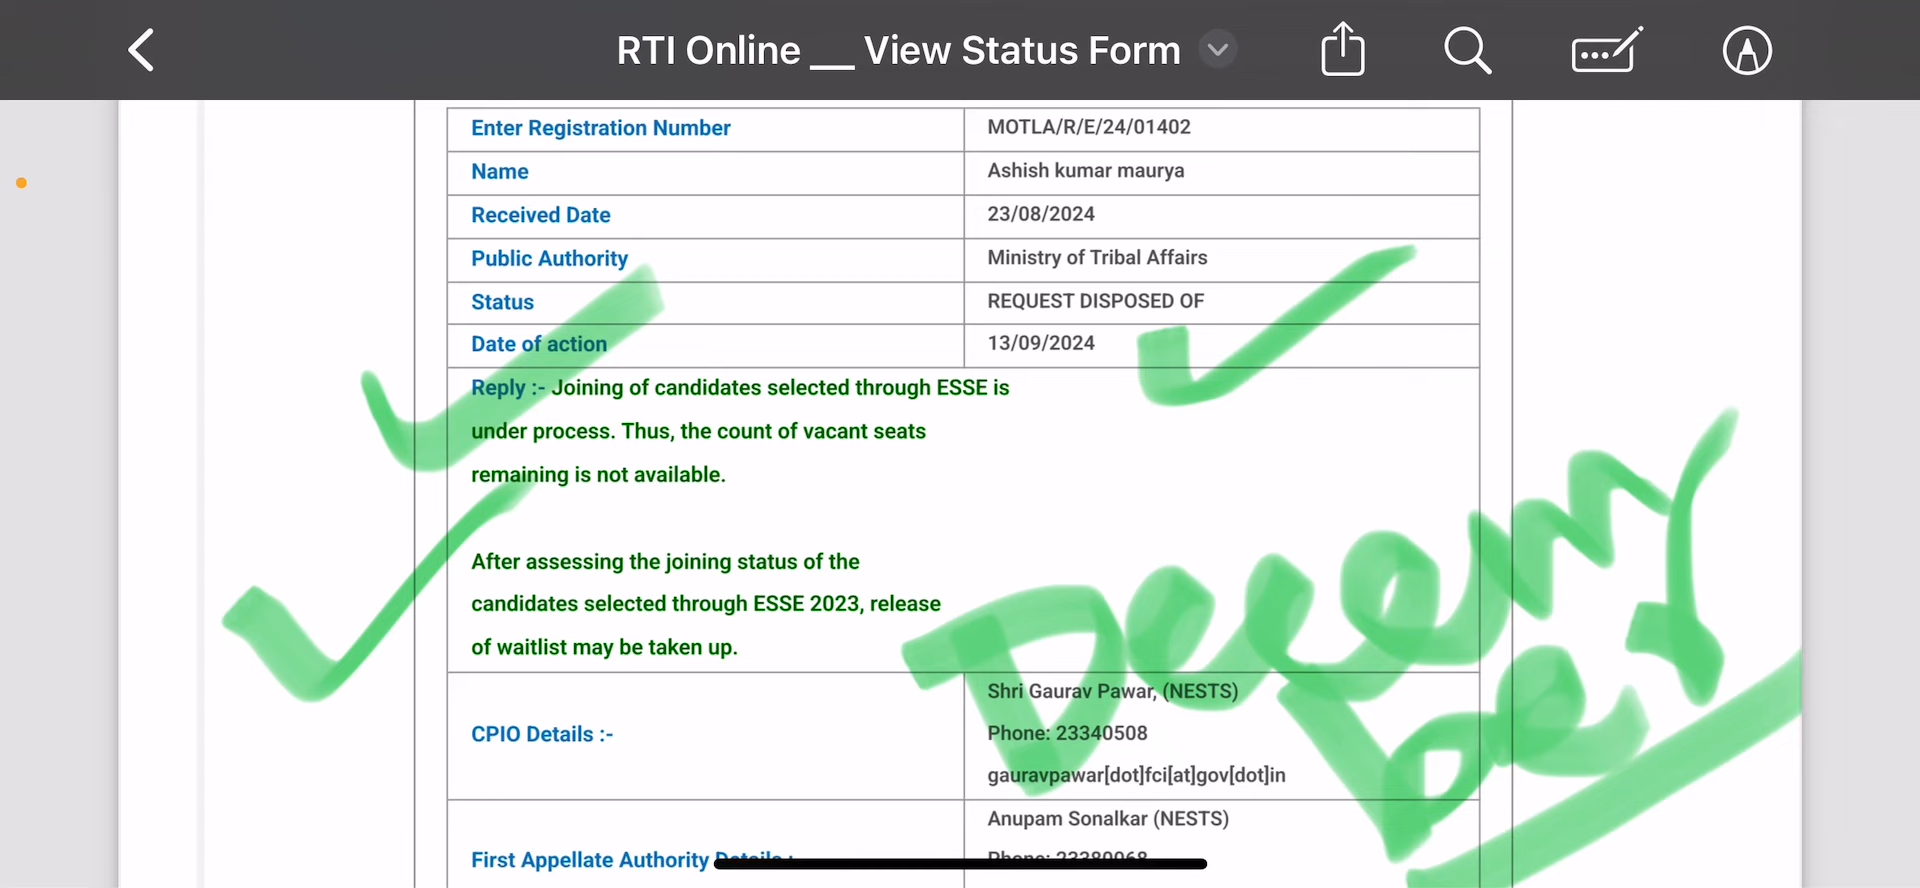 RTI Online __ View Status Form
Enter Registration Number MOTLA/R/E/24/01402
Name Ashish kumar maurya
Received Date 23/08/2024
Public Authority Ministry of Tribal Affairs
Status REQUEST DISPOSED OF
Date of action 13/09/2024
Reply :- Joining of candidates selected through ESSE is
under process. Thus, the count of vacant seats
remaining is not available.
After assessing the joining status of the
candidates selected through ESSE 2023, release
of waitlist may be taken up.
CPIO Details :-
Shri Gaurav Pawar, (NESTS)
Phone: 23340508
gauravpawar[dot]fci[at]gov[dot]in
First Appellate Authority Details :
Anupam Sonalkar (NESTS)
Phone: 23380068
Decem
ber